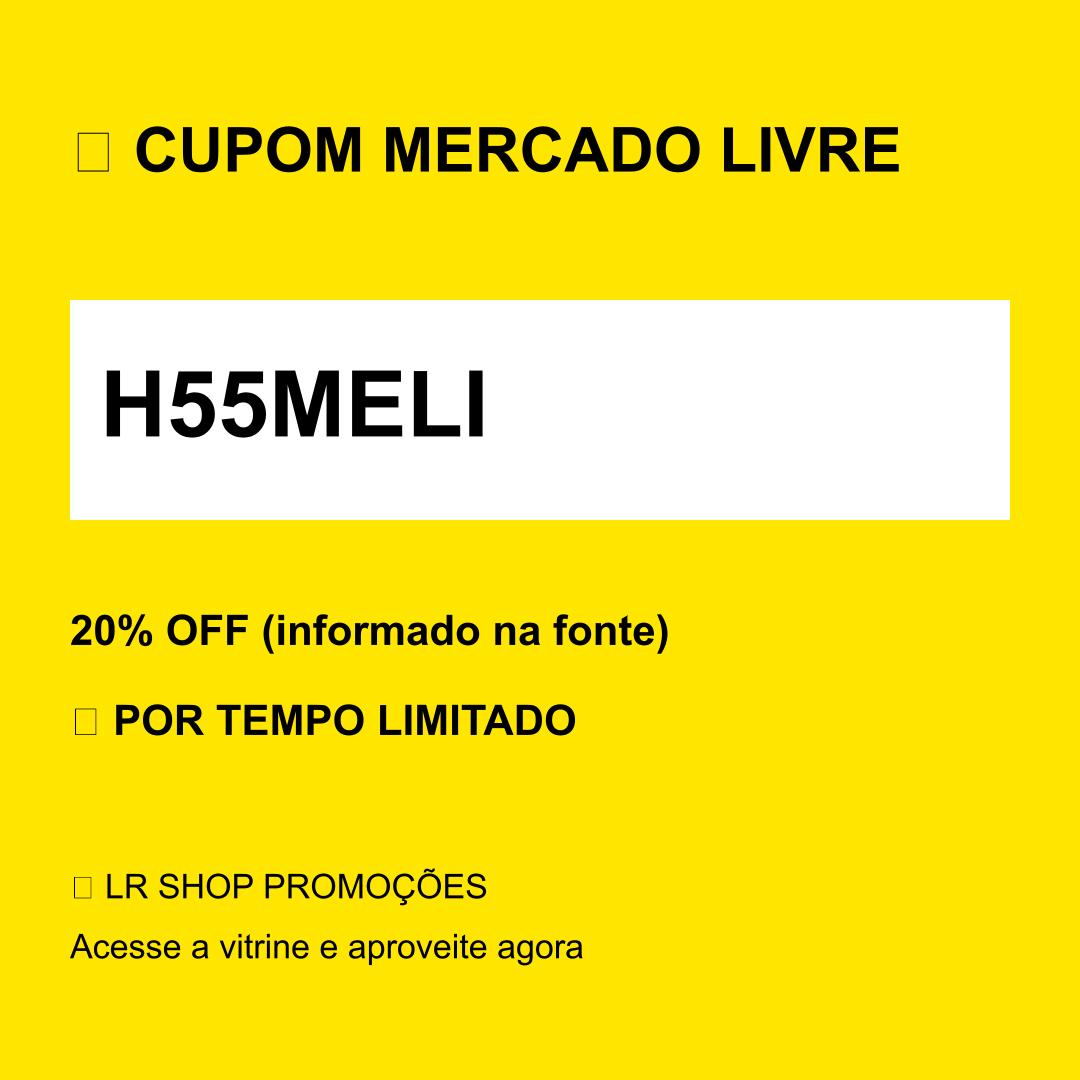 CUPOM MERCADO LIVRE
H55MELI
20% OFF (informado na fonte)
POR TEMPO LIMITADO
LR SHOP PROMOÇÕES
Acesse a vitrine e aproveite agora